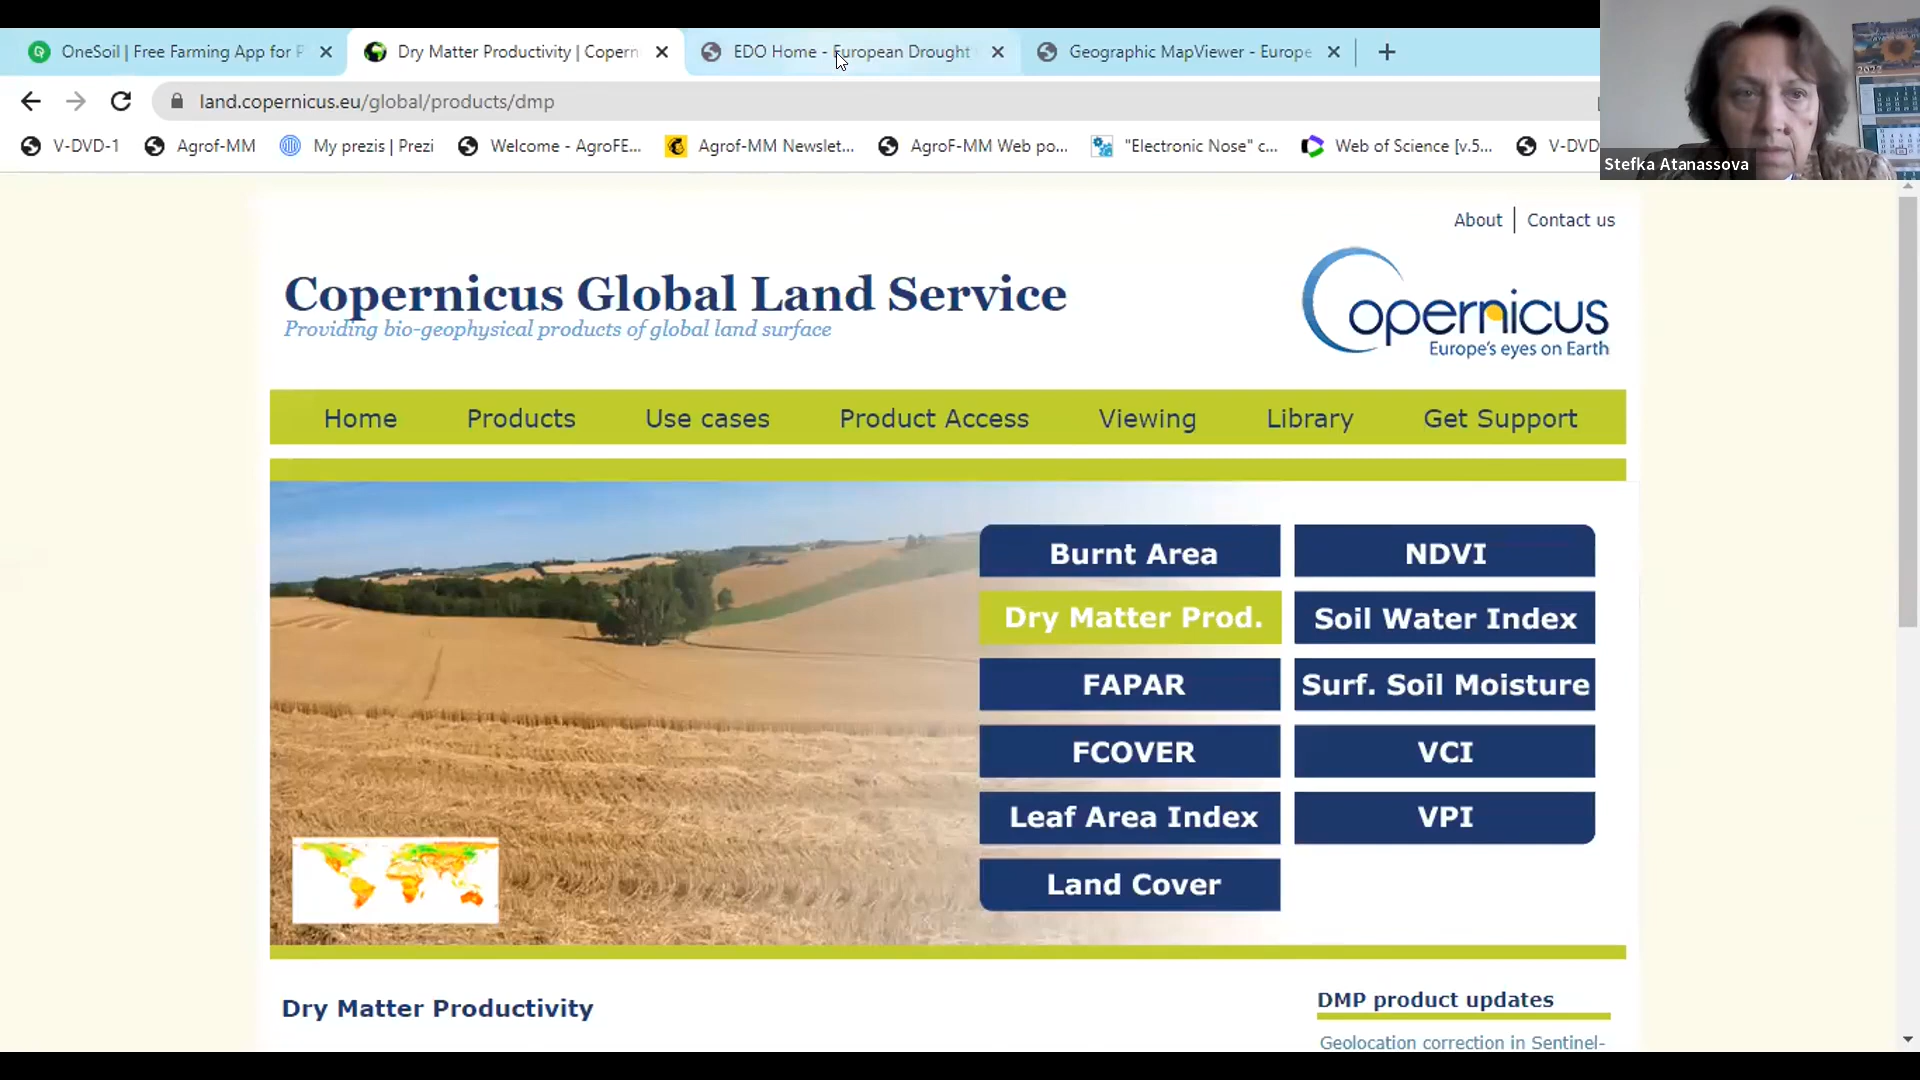 OneSoil | Free Farming App for P
Dry Matter Productivity | Copern
EDO Home - European Drought
Geographic MapViewer - Europe
land.copernicus.eu/global/products/dmp
V-DVD-1
Agrof-MM
My prezis | Prezi
Welcome - AgroFE...
Agrof-MM Newslet...
AgroF-MM Web po...
"Electronic Nose" c...
Web of Science [v.5...
V-DVD
2022
Stefka Atanassova
About | Contact us
Copernicus Global Land Service
Providing bio-geophysical products of global land surface
opernicus
Europe's eyes on Earth
Home
Products
Use cases
Product Access
Viewing
Library
Get Support
Burnt Area
NDVI
Dry Matter Prod.
Soil Water Index
FAPAR
Surf. Soil Moisture
FCOVER
VCI
Leaf Area Index
VPI
Land Cover
Dry Matter Productivity
DMP product updates
Geolocation correction in Sentinel-